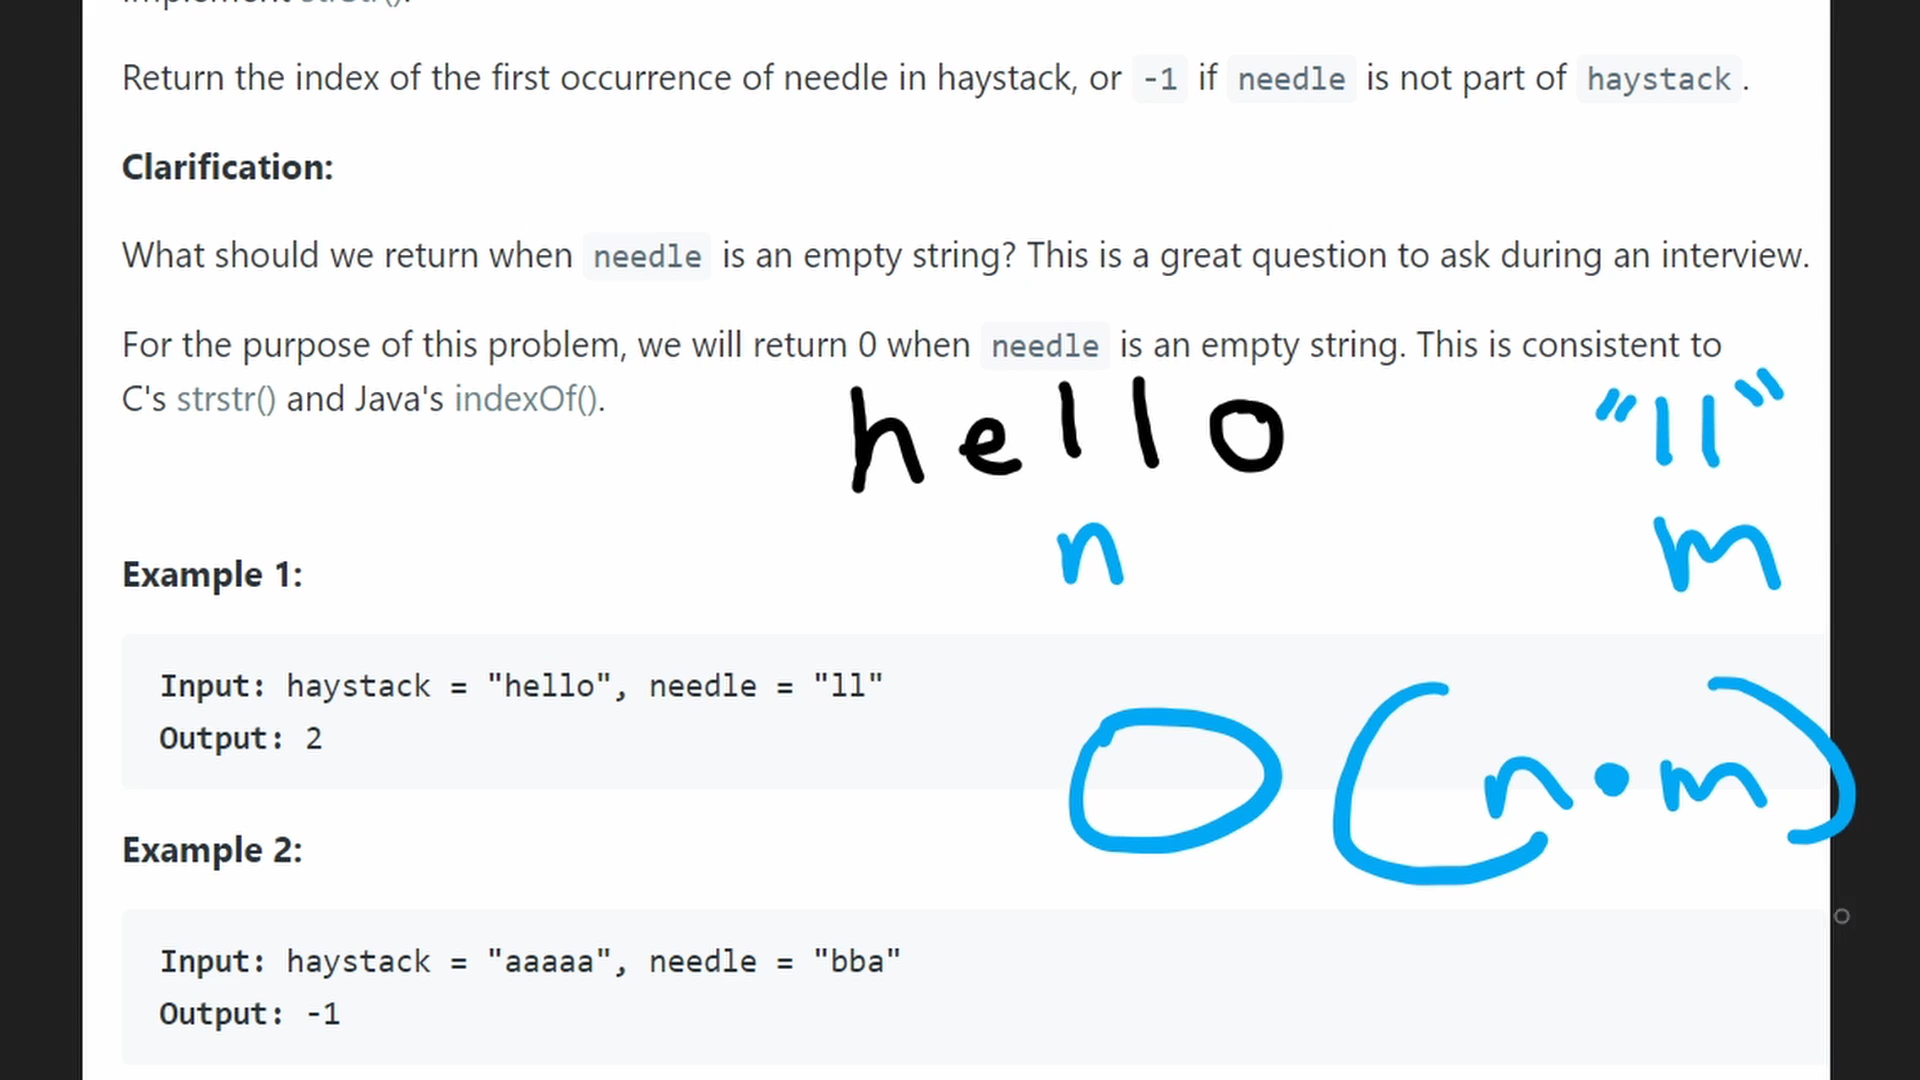 Implement strStr().
Return the index of the first occurrence of needle in haystack, or -1 if needle is not part of haystack.
Clarification:
What should we return when needle is an empty string? This is a great question to ask during an interview.
For the purpose of this problem, we will return 0 when needle is an empty string. This is consistent to
C's strstr() and Java's indexOf().
hello "ll"
n m
Example 1:
Input: haystack = "hello", needle = "ll"
Output: 2
O(n·m)
Example 2:
Input: haystack = "aaaaa", needle = "bba"
Output: -1